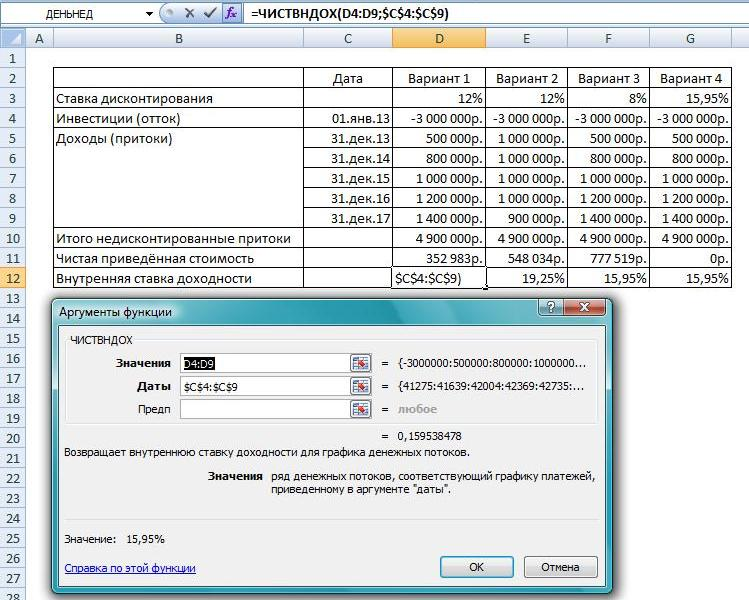 ДЕНЬНЕД =ЧИСТВНДОХ(D4:D9;$C$4:$C$9)
A B C D E F G
1
2 Дата Вариант 1 Вариант 2 Вариант 3 Вариант 4
3 Ставка дисконтирования 12% 12% 8% 15,95%
4 Инвестиции (отток) 01.янв.13 -3 000 000р. -3 000 000р. -3 000 000р. -3 000 000р.
5 Доходы (притоки) 31.дек.13 500 000р. 1 000 000р. 500 000р. 500 000р.
6 31.дек.14 800 000р. 1 000 000р. 800 000р. 800 000р.
7 31.дек.15 1 000 000р. 1 000 000р. 1 000 000р. 1 000 000р.
8 31.дек.16 1 200 000р. 1 000 000р. 1 200 000р. 1 200 000р.
9 31.дек.17 1 400 000р. 900 000р. 1 400 000р. 1 400 000р.
10 Итого недисконтированные притоки 4 900 000р. 4 900 000р. 4 900 000р. 4 900 000р.
11 Чистая приведённая стоимость 352 983р. 548 034р. 777 519р. 0р.
12 Внутренняя ставка доходности $C$4:$C$9) 19,25% 15,95% 15,95%
13
14 Аргументы функции ?
15 ЧИСТВНДОХ
16 Значения D4:D9 = {-3000000:500000:800000:1000000...
17 Даты $C$4:$C$9 = {41275:41639:42004:42369:42735:...
18 Предп = любое
19
20 = 0,159538478
21 Возвращает внутреннюю ставку доходности для графика денежных потоков.
22 Значения ряд денежных потоков, соответствующий графику платежей,
23 приведенному в аргументе "даты".
24
25 Значение: 15,95%
26
27 Справка по этой функции ОК Отмена
28